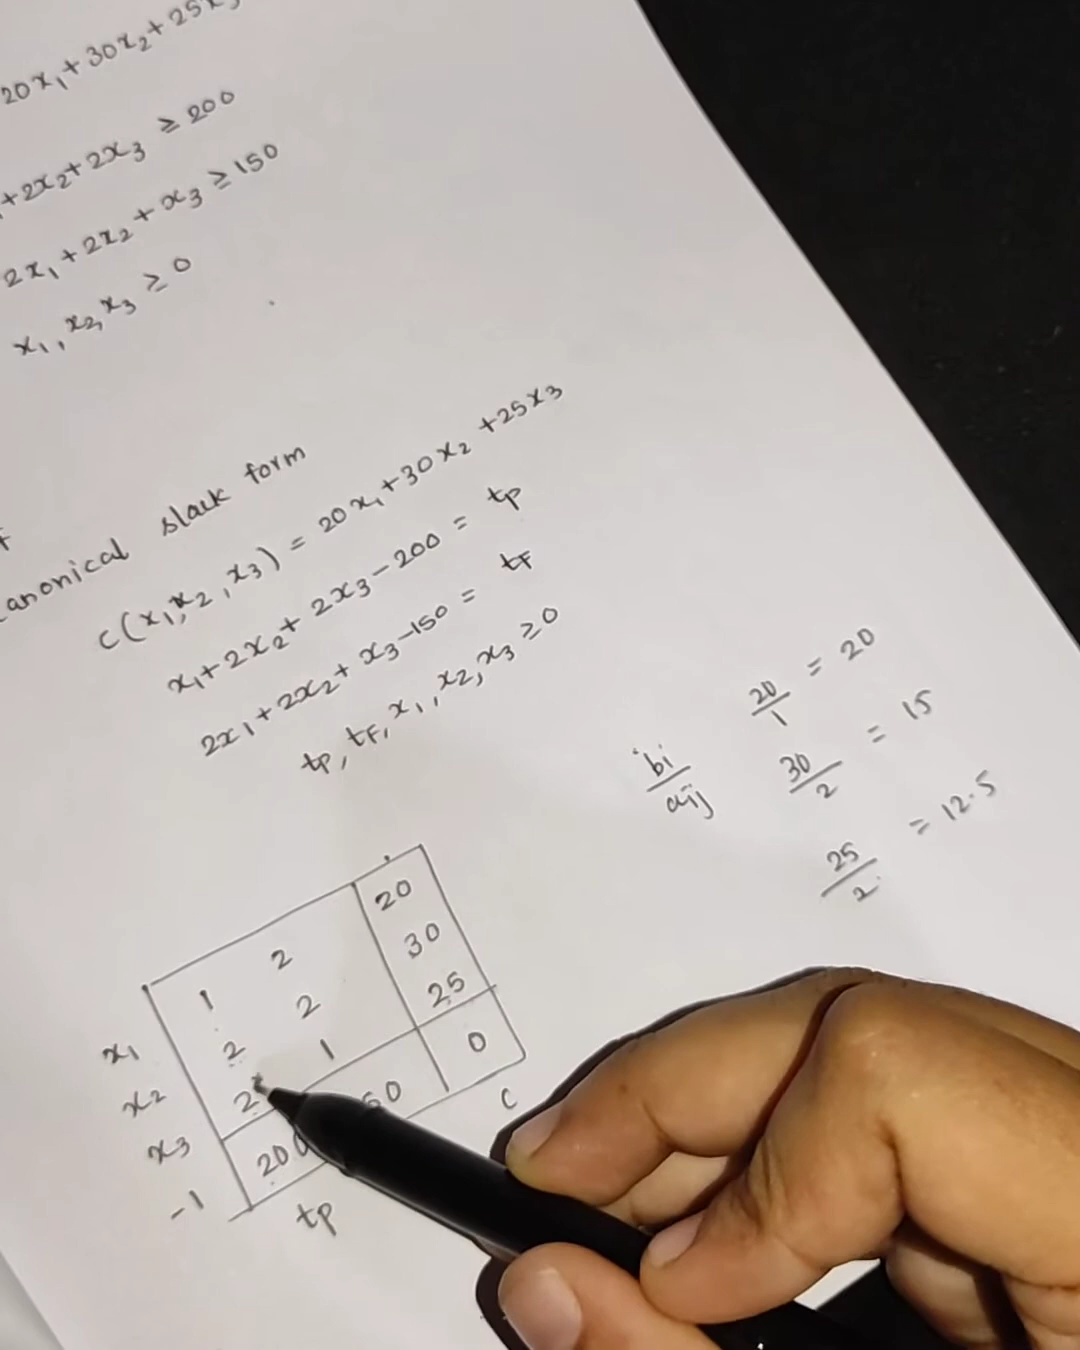 20x₁+30x₂+25x₃
+2x₂+2x₃ ≥ 200
2x₁+2x₂+x₃ ≥ 150
x₁, x₂, x₃ ≥ 0
anonical slack form
c(x₁, x₂, x₃) = 20x₁+30x₂+25x₃
x₁+2x₂+2x₃-200 = tp
2x₁+2x₂+x₃-150 = tF
tp, tF, x₁, x₂, x₃ ≥ 0
bi/aij
20/1 = 20
30/2 = 15
25/2 = 12.5
x₁ 1 2 20
x₂ 2 2 30
x₃ 2* 1 25
-1 200 50 0
tp c